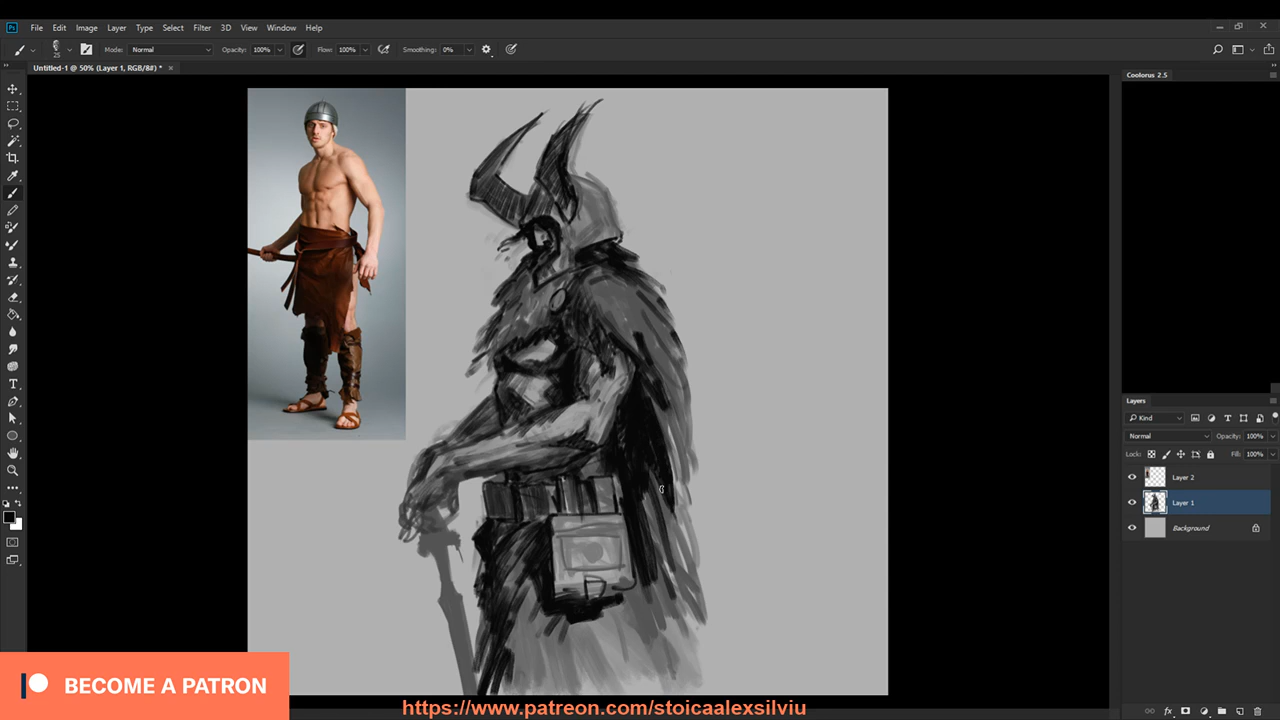 Ps File Edit Image Layer Type Select Filter 3D View Window Help
25 Mode: Normal Opacity: 100% Flow: 100% Smoothing: 0%
Untitled-1 @ 50% (Layer 1, RGB/8#) *
Coolorus 2.5
Layers
Kind
Normal Opacity: 100%
Lock: Fill: 100%
Layer 2
Layer 1
Background
BECOME A PATRON
https://www.patreon.com/stoicaalexsilviu